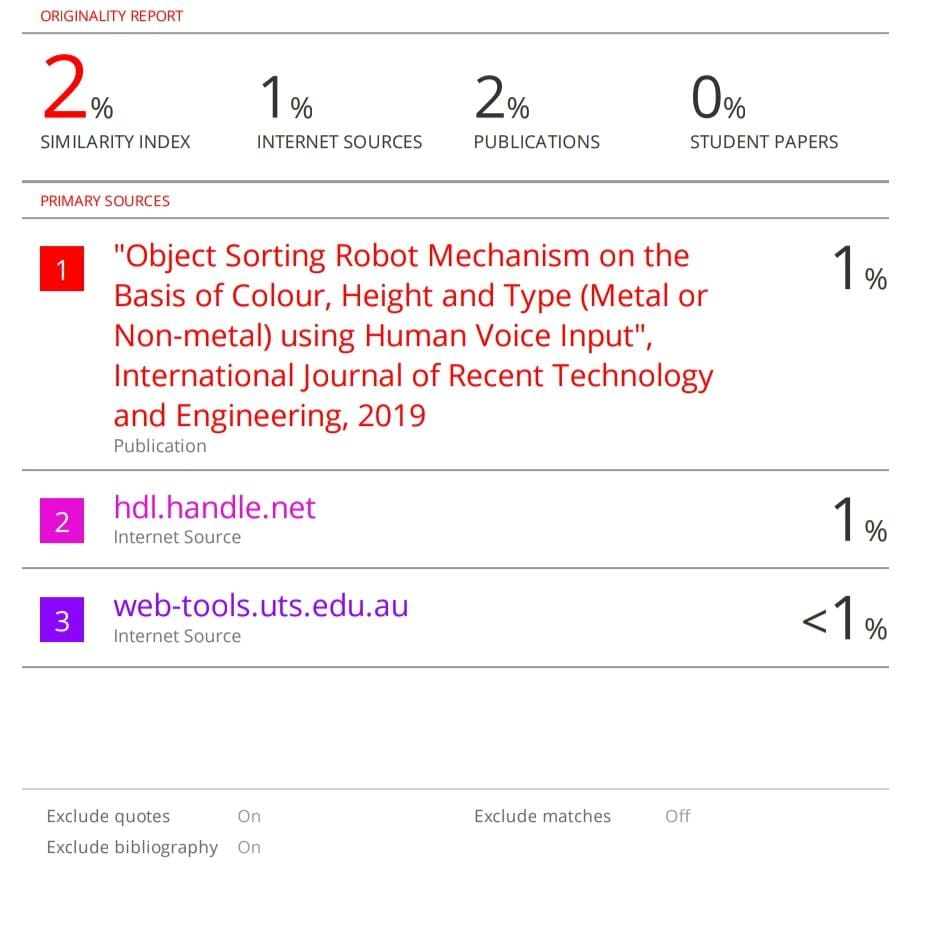 ORIGINALITY REPORT
2%
1%
2%
0%
SIMILARITY INDEX
INTERNET SOURCES
PUBLICATIONS
STUDENT PAPERS
PRIMARY SOURCES
1
"Object Sorting Robot Mechanism on the
Basis of Colour, Height and Type (Metal or
Non-metal) using Human Voice Input",
International Journal of Recent Technology
and Engineering, 2019
Publication
1%
2
hdl.handle.net
Internet Source
1%
3
web-tools.uts.edu.au
Internet Source
<1%
Exclude quotes On
Exclude matches Off
Exclude bibliography On